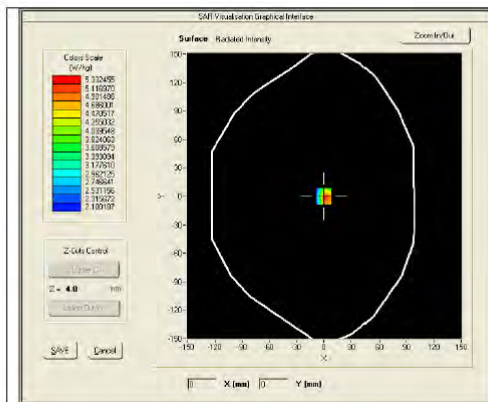 SAR Visualisation Graphical Interface
Surface Radiated Intensity
Zoom In/Out
Colors Scale
(W/kg)
5.332455
5.116970
4.901486
4.686001
4.470517
4.255032
4.039548
3.824063
3.608579
3.393094
3.177610
2.962125
2.746641
2.531156
2.315672
2.100187
150
120
90
60
30
0
-30
-60
-90
-120
-150
Y
-150 -120 -90 -60 -30 0 30 60 90 120 150
X
Z-Cuts Control
Z = 4.0 mm
SAVE Cancel
0 X (mm) 0 Y (mm)